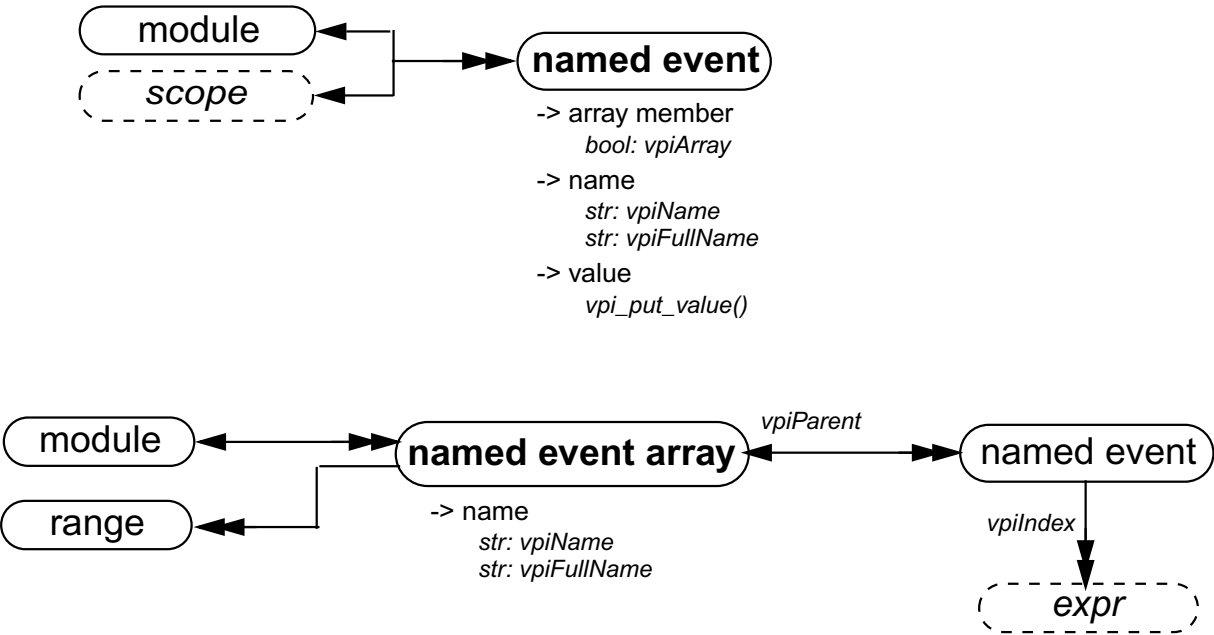 module
scope
named event
-> array member
bool: vpiArray
-> name
str: vpiName
str: vpiFullName
-> value
vpi_put_value()
module
range
named event array
vpiParent
named event
-> name
str: vpiName
str: vpiFullName
vpiIndex
expr